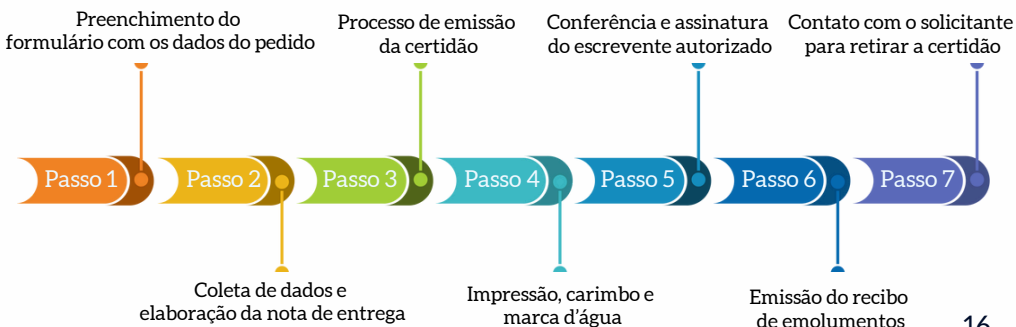 Preenchimento do
formulário com os dados do pedido
Processo de emissão
da certidão
Conferência e assinatura
do escrevente autorizado
Contato com o solicitante
para retirar a certidão
Passo 1
Passo 2
Passo 3
Passo 4
Passo 5
Passo 6
Passo 7
Coleta de dados e
elaboração da nota de entrega
Impressão, carimbo e
marca d'água
Emissão do recibo
de emolumentos
16